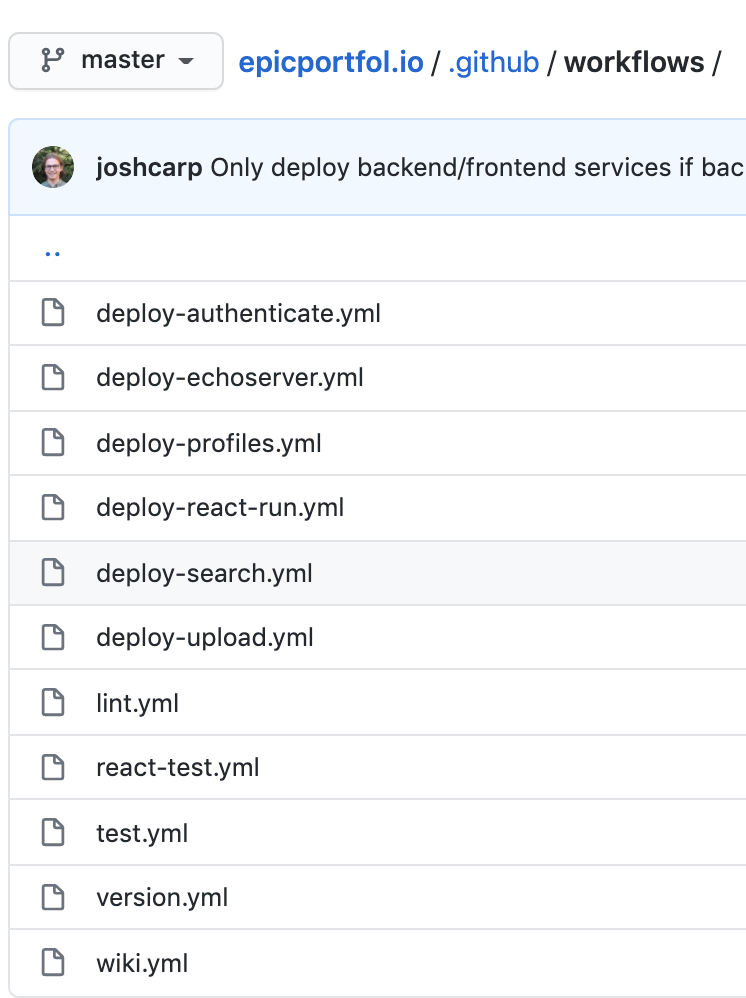 master epicportfol.io / .github / workflows /
joshcarp Only deploy backend/frontend services if bac
..
deploy-authenticate.yml
deploy-echoserver.yml
deploy-profiles.yml
deploy-react-run.yml
deploy-search.yml
deploy-upload.yml
lint.yml
react-test.yml
test.yml
version.yml
wiki.yml